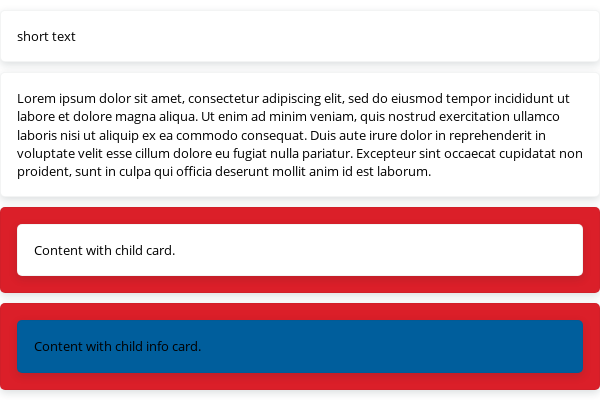 short text
Lorem ipsum dolor sit amet, consectetur adipiscing elit, sed do eiusmod tempor incididunt ut
labore et dolore magna aliqua. Ut enim ad minim veniam, quis nostrud exercitation ullamco
laboris nisi ut aliquip ex ea commodo consequat. Duis aute irure dolor in reprehenderit in
voluptate velit esse cillum dolore eu fugiat nulla pariatur. Excepteur sint occaecat cupidatat non
proident, sunt in culpa qui officia deserunt mollit anim id est laborum.
Content with child card.
Content with child info card.